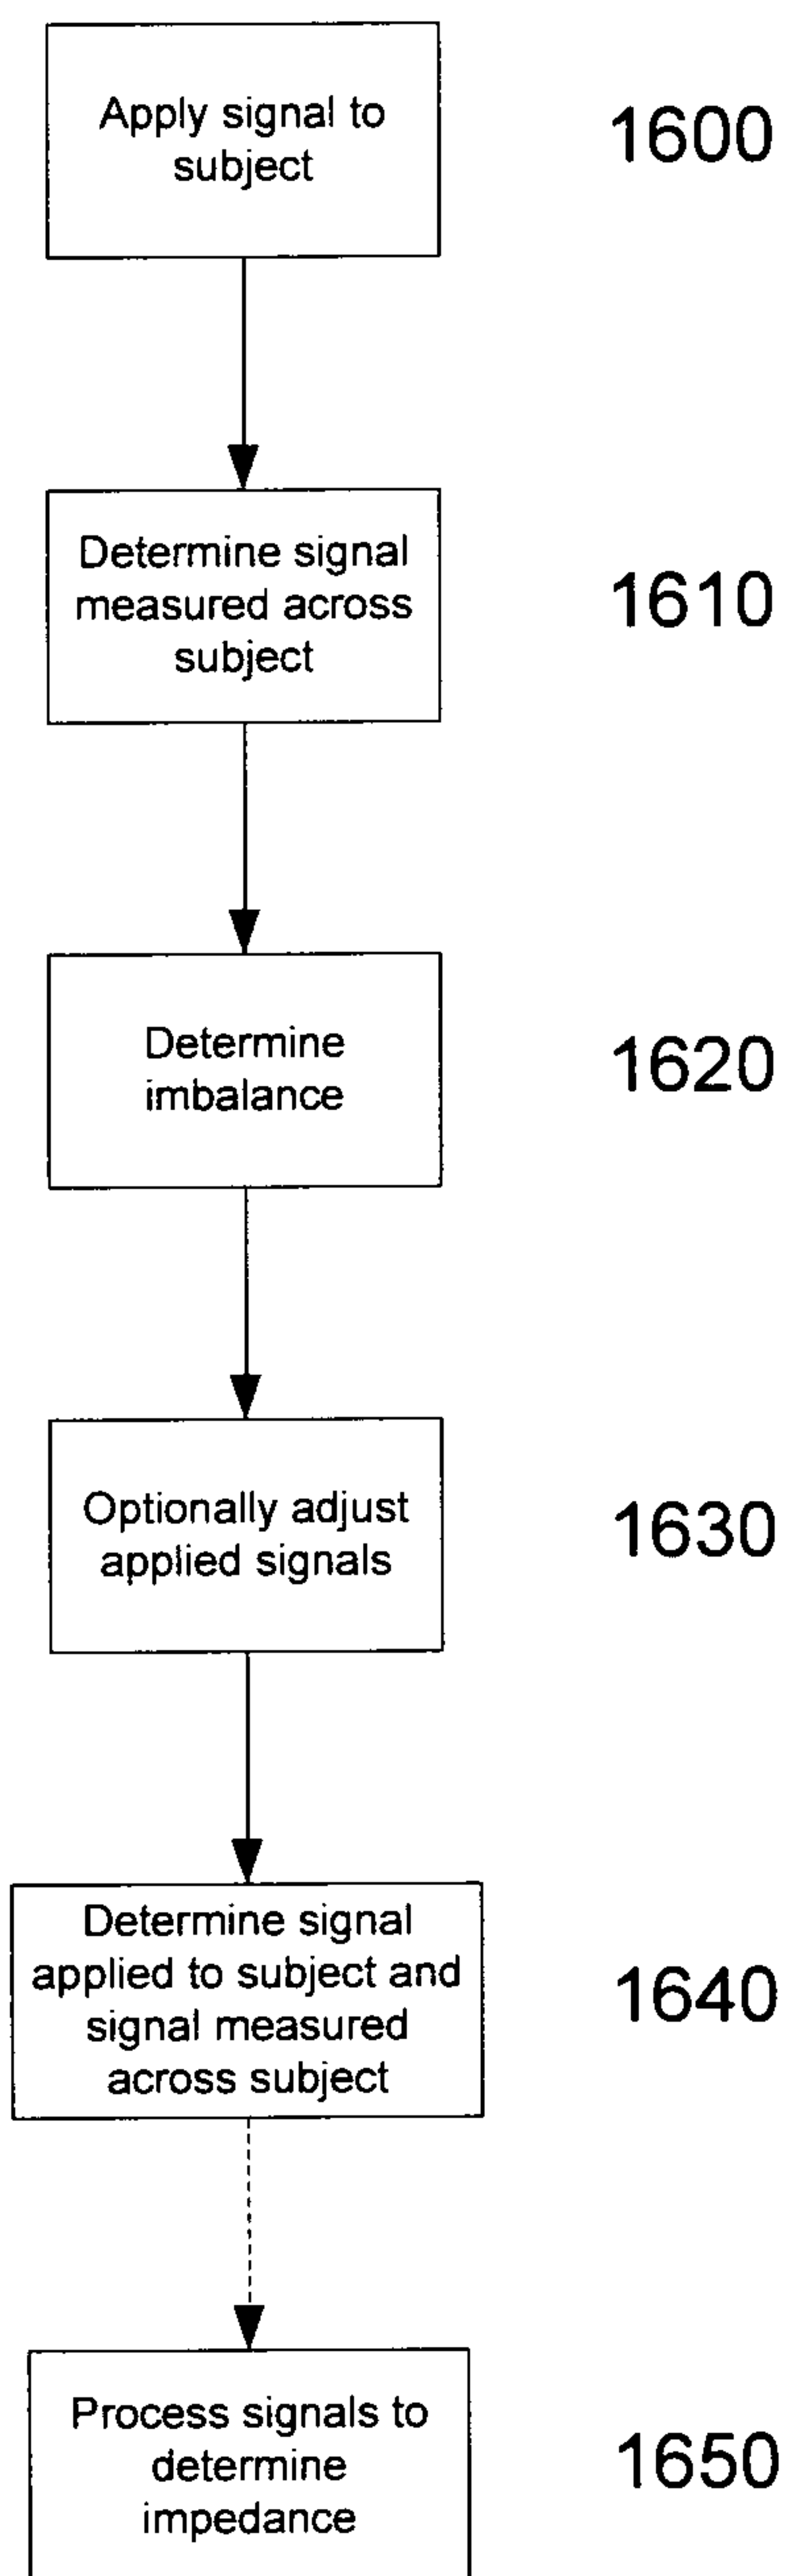 Apply signal to
subject
1600
Determine signal
measured across
subject
1610
Determine
imbalance
1620
Optionally adjust
applied signals
1630
Determine signal
applied to subject and
signal measured
across subject
1640
Process signals to
determine
impedance
1650